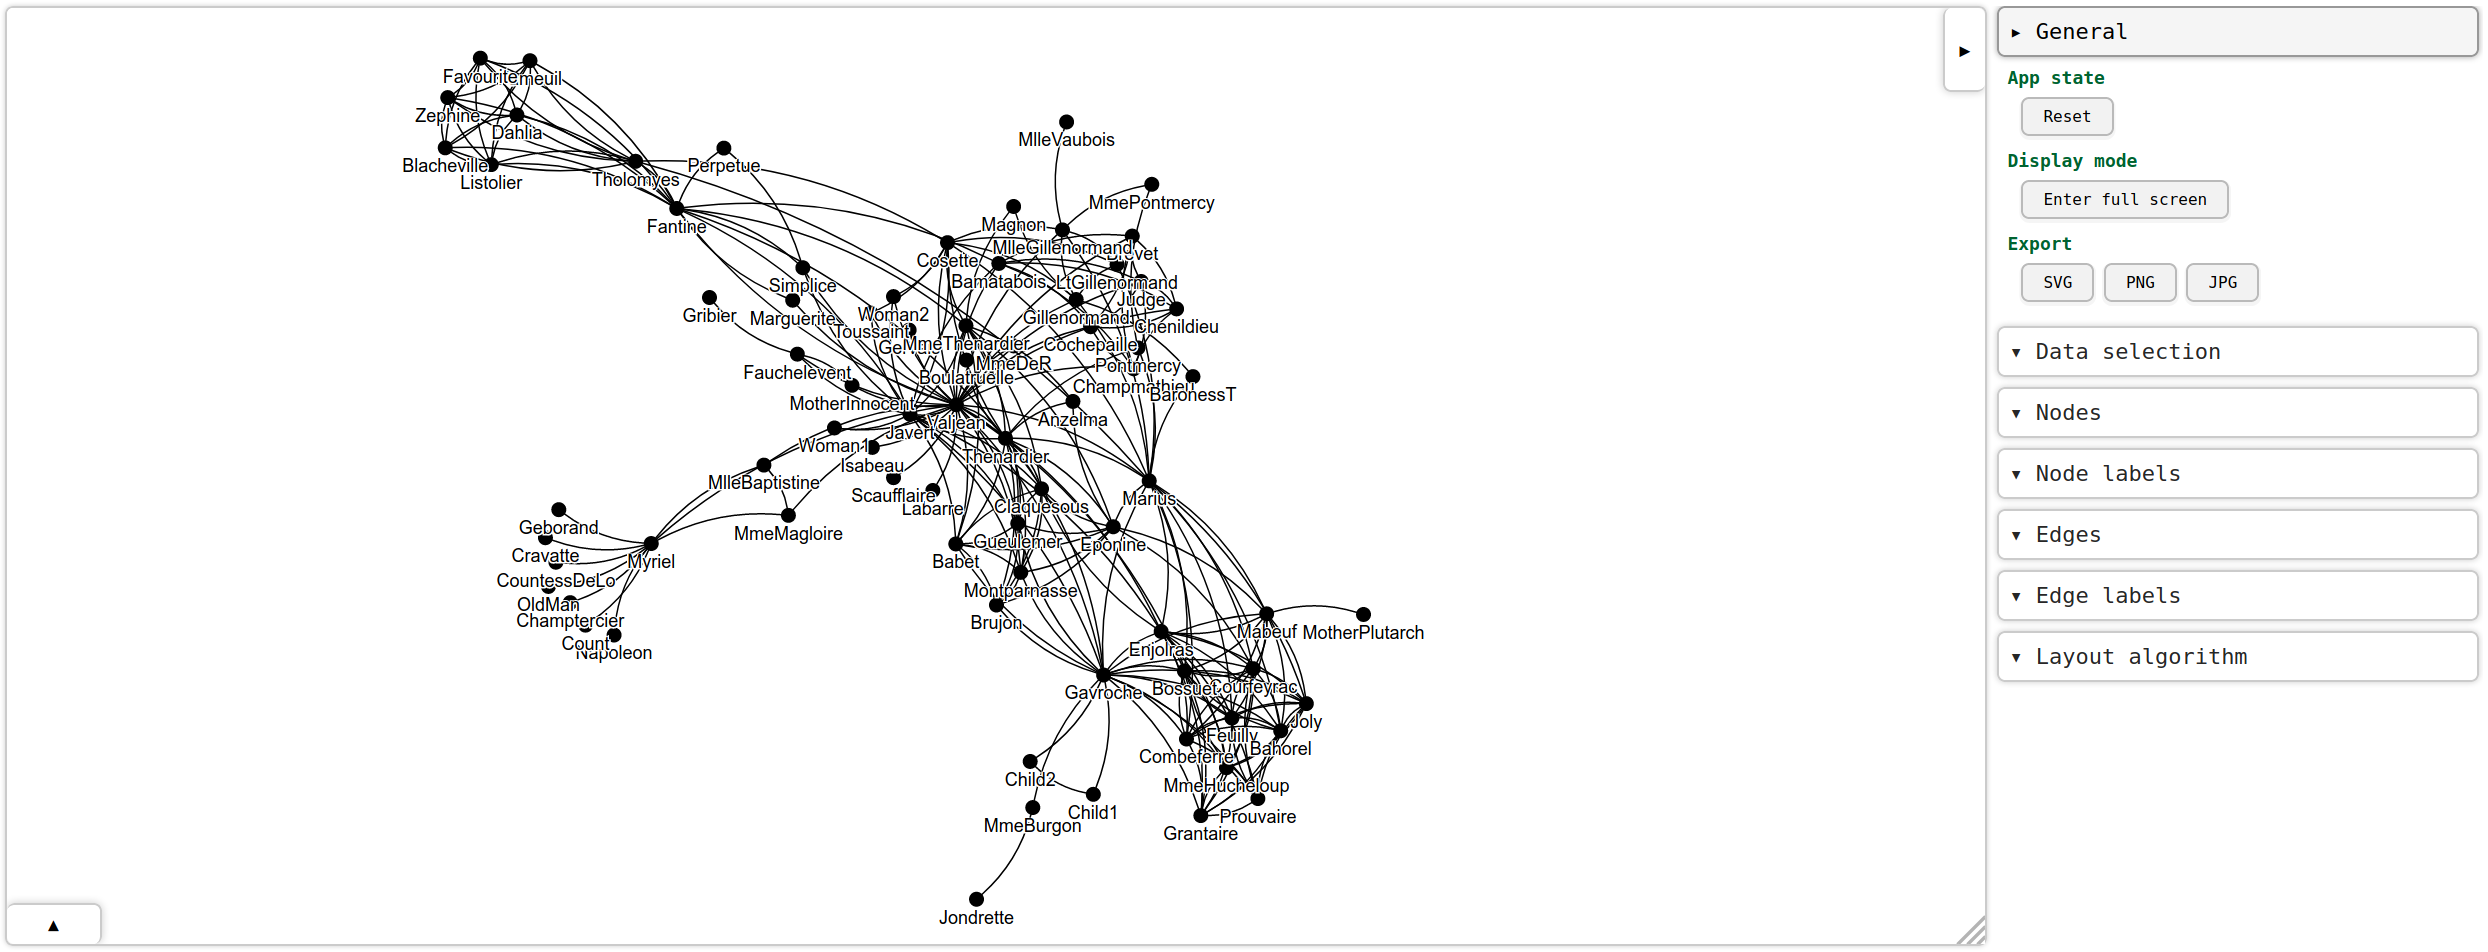 General
App state
Reset
Display mode
Enter full screen
Export
SVG PNG JPG
Data selection
Nodes
Node labels
Edges
Edge labels
Layout algorithm
Favourite
meuil
Zephine
Dahlia
Blacheville
Listolier
Tholomyes
Perpetue
Fantine
MlleVaubois
MmePontmercy
Magnon
MlleGillenormand
Brevet
Cosette
Bamatabois
LtGillenormand
Judge
Simplice
Gribier
Marguerite
Woman2
Toussaint
Gillenormand
Chenildieu
MmeThenardier
Cochepaille
MmeDeR
Pontmercy
Fauchelevent
Boulatruelle
Champmathieu
BaronessT
MotherInnocent
Anzelma
Valjean
Javert
Woman1
Thenardier
Isabeau
MlleBaptistine
Scaufflaire
Labarre
Marius
Claquesous
Geborand
MmeMagloire
Gueulemer
Eponine
Cravatte
Myriel
Babet
CountessDeLo
Montparnasse
OldMan
Champtercier
Brujon
Count
Napoleon
Mabeuf
MotherPlutarch
Enjolras
Gavroche
Bossuet
Courfeyrac
Joly
Feuilly
Bahorel
Combeferre
Child2
MmeHucheloup
Child1
Prouvaire
MmeBurgon
Grantaire
Jondrette